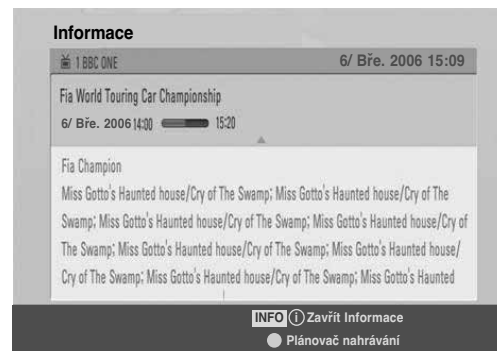 Informace
1 BBC ONE 6/ Bře. 2006 15:09
Fia World Touring Car Championship
6/ Bře. 2006 14:00 15:20
Fia Champion
Miss Gotto's Haunted house/Cry of The Swamp; Miss Gotto's Haunted house/Cry of The
Swamp; Miss Gotto's Haunted house/Cry of The Swamp; Miss Gotto's Haunted house/Cry of
The Swamp; Miss Gotto's Haunted house/Cry of The Swamp; Miss Gotto's Haunted house/
Cry of The Swamp; Miss Gotto's Haunted house/Cry of The Swamp; Miss Gotto's Haunted
INFO i Zavřít Informace
Plánovač nahrávání